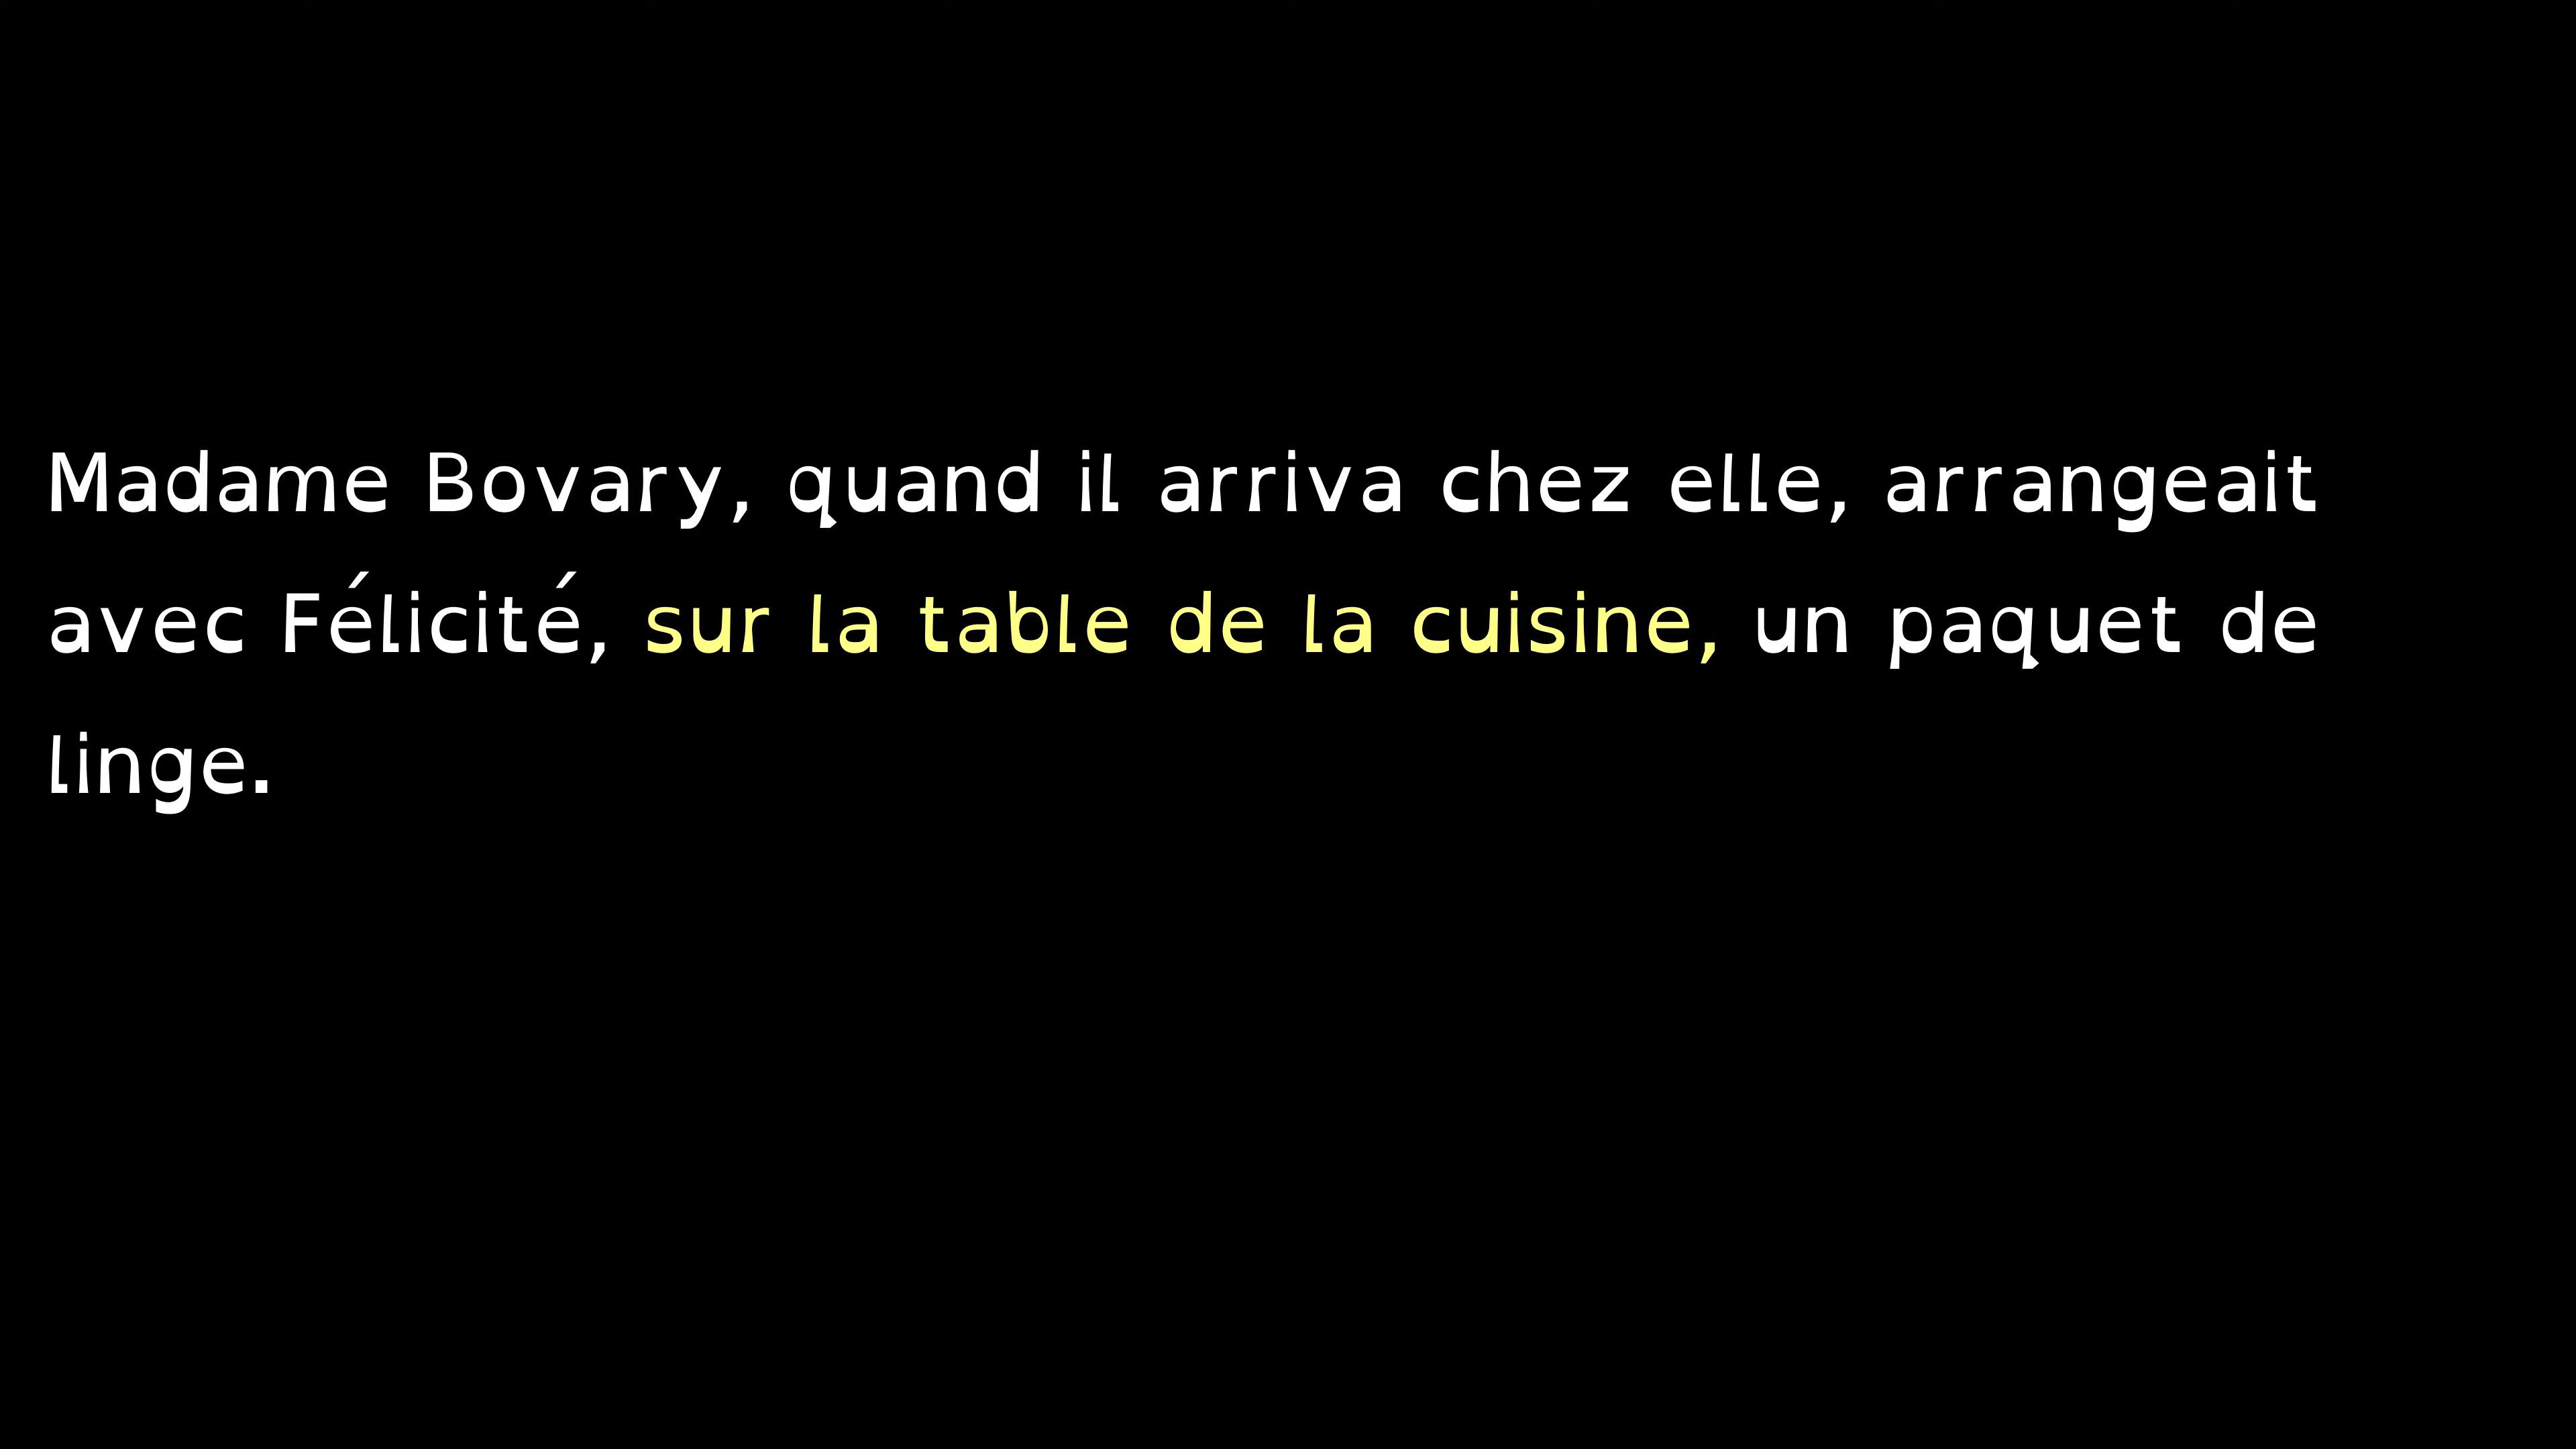 Madame Bovary, quand il arriva chez elle, arrangeait
avec Félicité, sur la table de la cuisine, un paquet de
linge.